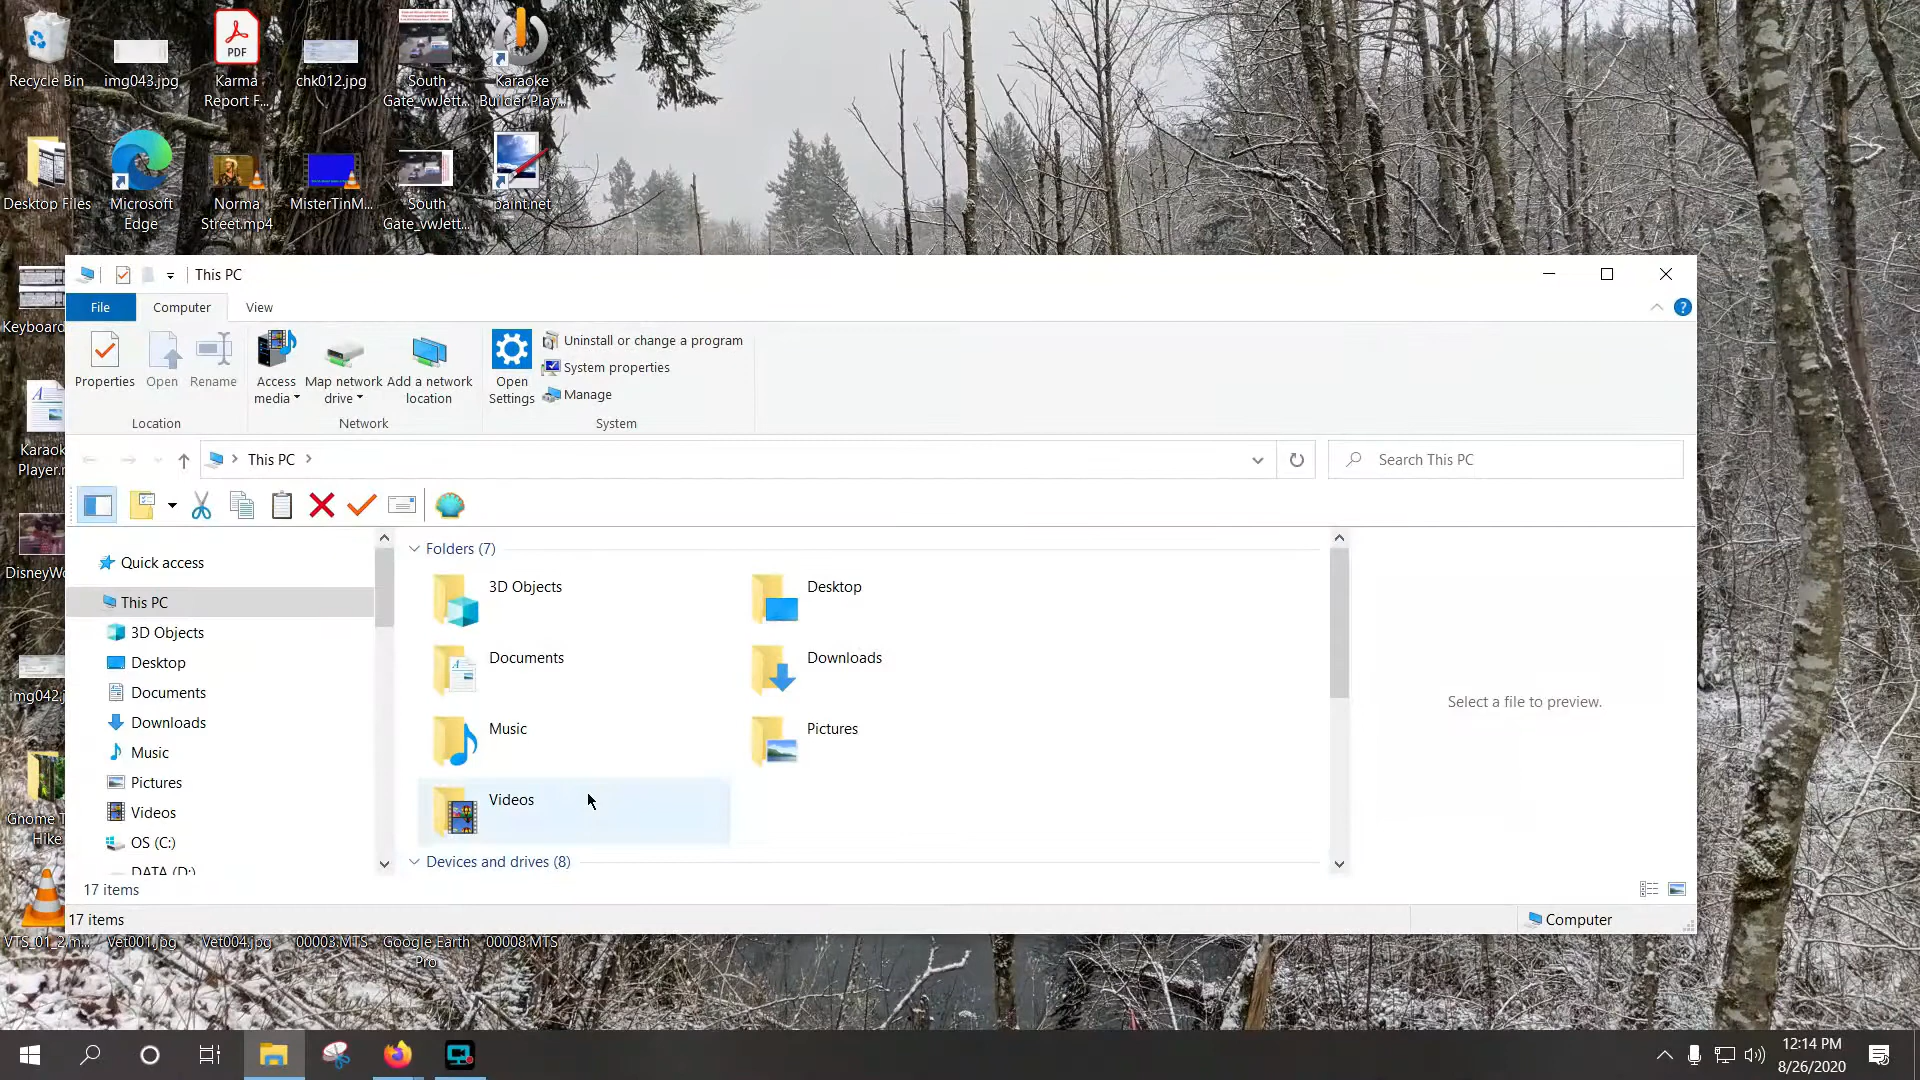 Recycle Bin
img043.jpg
Karma
Report F...
chk012.jpg
South
Gate_vwJett...
Karaoke
Builder Play...
PDF
Desktop Files
Microsoft
Edge
Norma
Street.mp4
MisterTinM...
South
Gate_vwJett...
paint.net
Keyboard
Karaok
Player.r
DisneyWo
img042.j
Gnome T
Hike
This PC
File
Computer
View
Properties
Open
Rename
Access
media
Map network
drive
Add a network
location
Open
Settings
Uninstall or change a program
System properties
Manage
Location
Network
System
This PC
Search This PC
Quick access
This PC
3D Objects
Desktop
Documents
Downloads
Music
Pictures
Videos
OS (C:)
DATA (D:)
Folders (7)
3D Objects
Desktop
Documents
Downloads
Music
Pictures
Videos
Devices and drives (8)
Select a file to preview.
17 items
17 items
Computer
VTS_01_2.m...
Vet001.jpg
Vet004.jpg
00003.MTS
Google Earth
Pro
00008.MTS
12:14 PM
8/26/2020